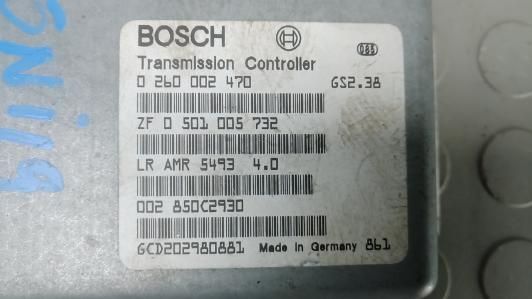 BOSCH
Transmission Controller
0 260 002 470 GS2.38
ZF 0 501 005 732
LR AMR 5493 4.0
002 850C2930
GCD202980881 Made in Germany 861